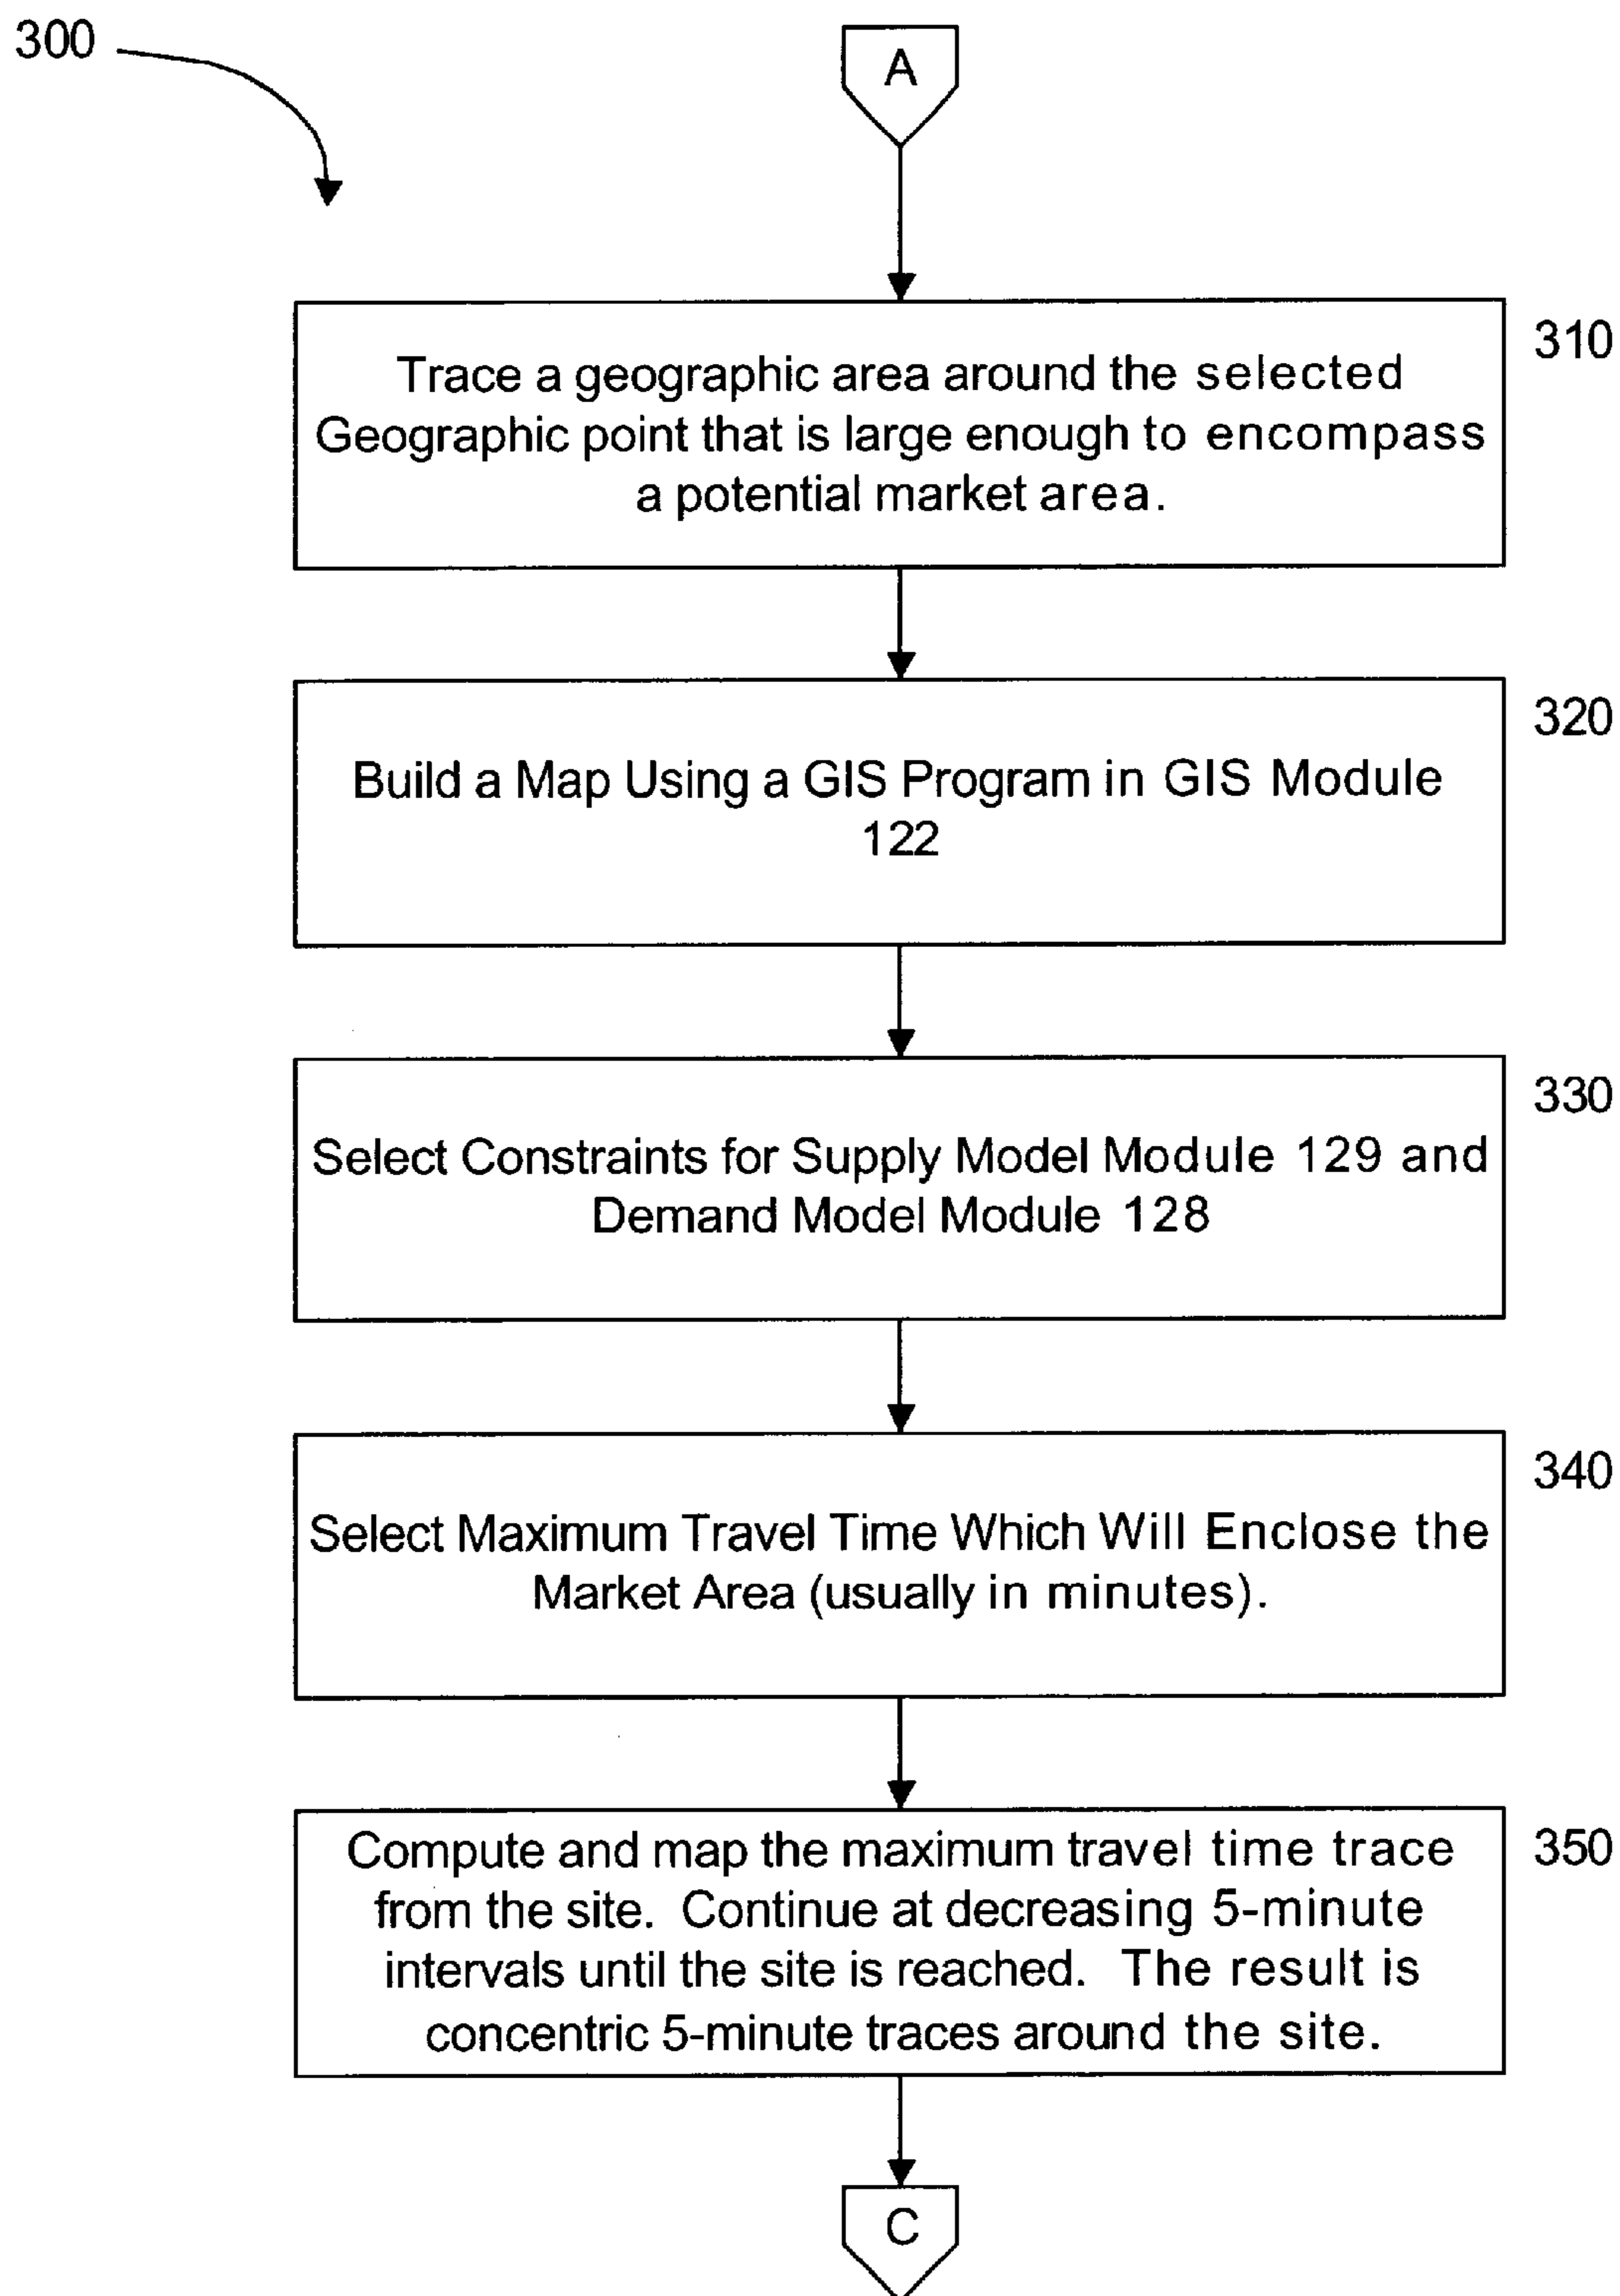 300
A
310
Trace a geographic area around the selected
Geographic point that is large enough to encompass
a potential market area.
320
Build a Map Using a GIS Program in GIS Module
122
330
Select Constraints for Supply Model Module 129 and
Demand Model Module 128
340
Select Maximum Travel Time Which Will Enclose the
Market Area (usually in minutes).
350
Compute and map the maximum travel time trace
from the site. Continue at decreasing 5-minute
intervals until the site is reached. The result is
concentric 5-minute traces around the site.
C